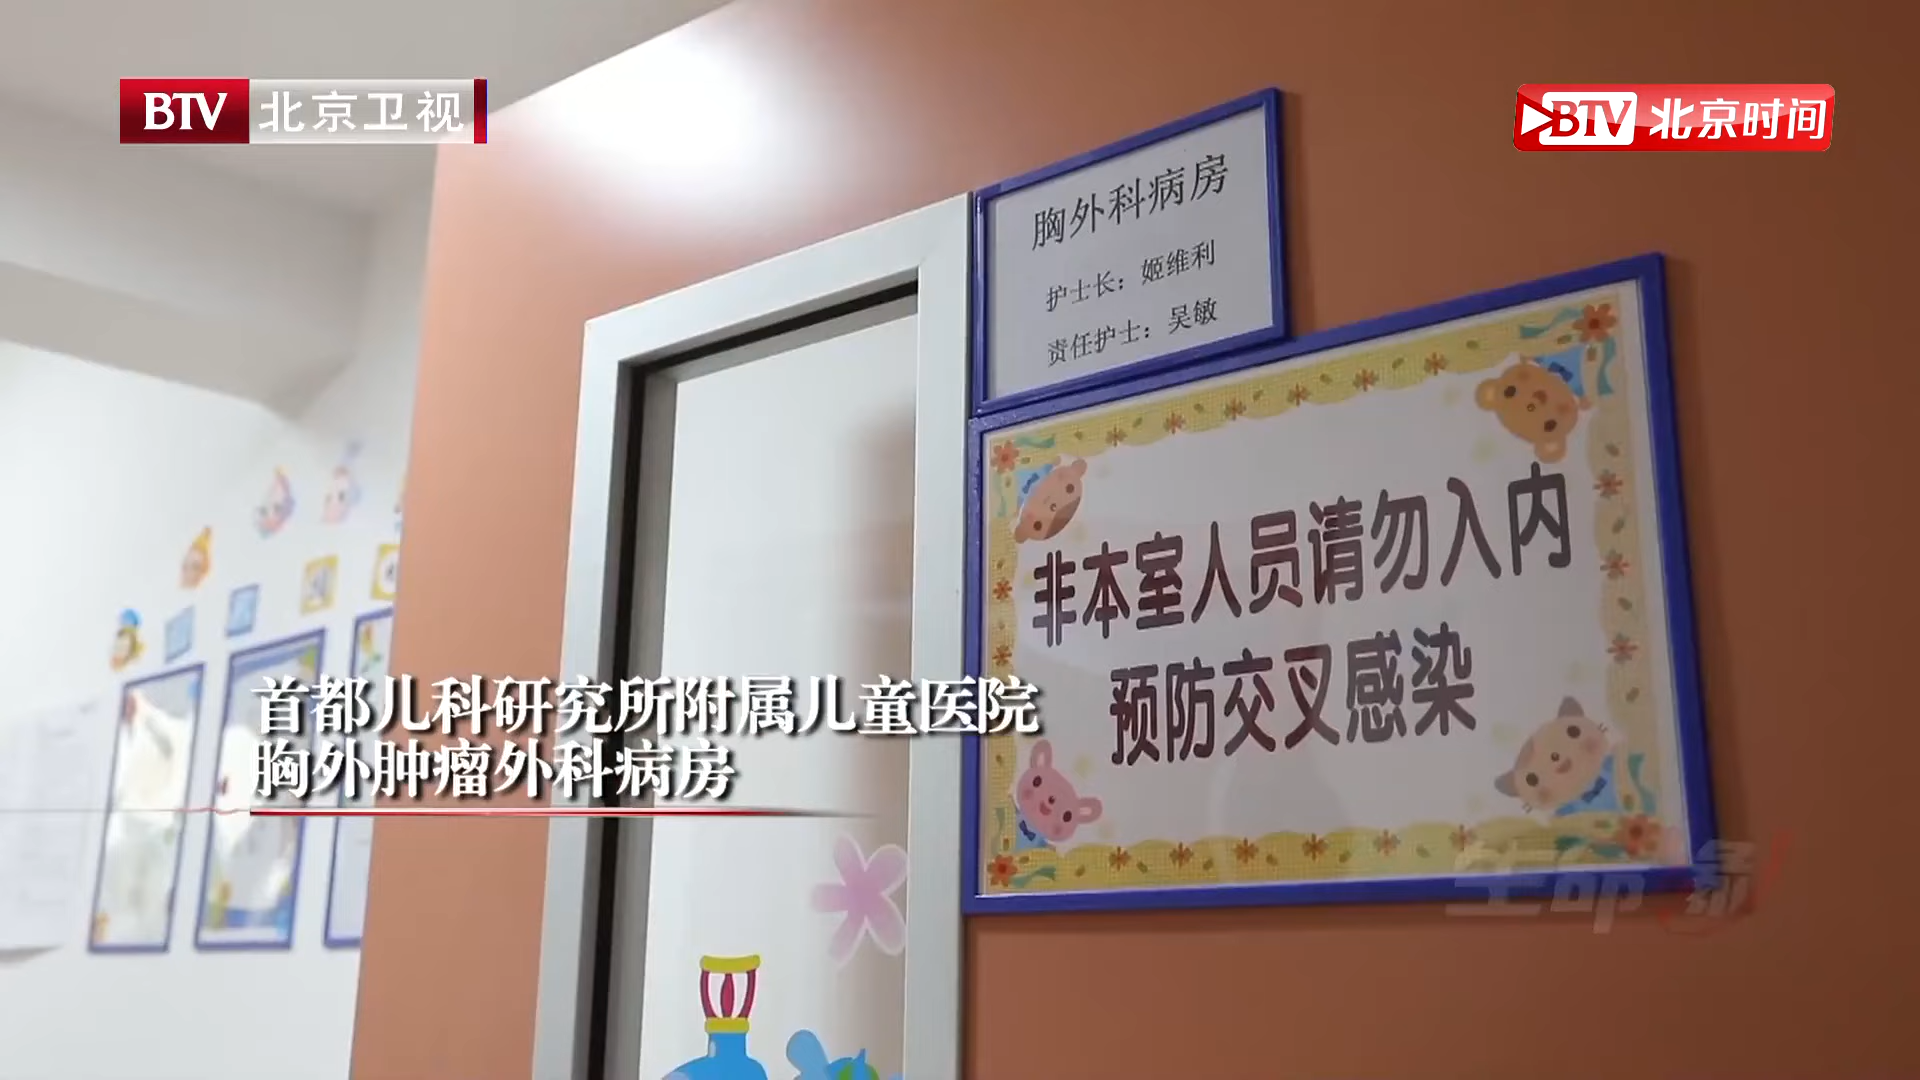 BTV 北京卫视
BTV 北京时间
胸外科病房
护士长：姬维利
责任护士：吴敏
非本室人员请勿入内
预防交叉感染
首都儿科研究所附属儿童医院
胸外肿瘤外科病房
生命缘